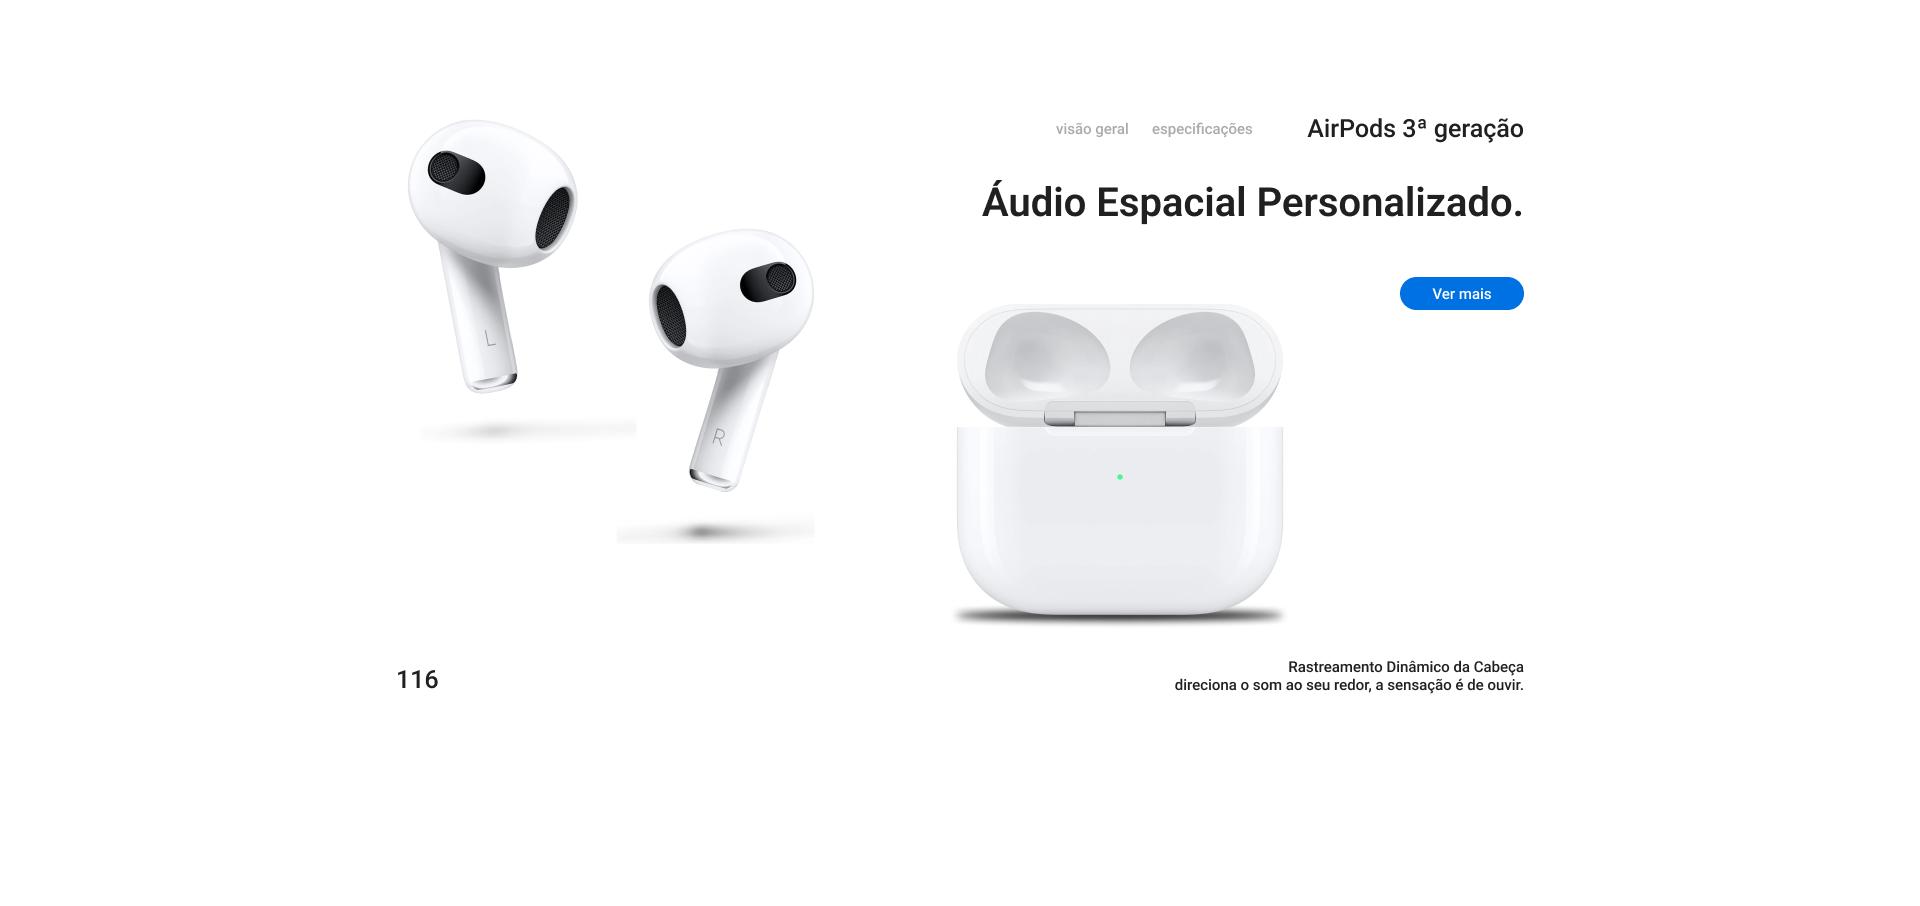 visão geral especificações AirPods 3ª geração
Áudio Espacial Personalizado.
Ver mais
L
R
116
Rastreamento Dinâmico da Cabeça
direciona o som ao seu redor, a sensação é de ouvir.